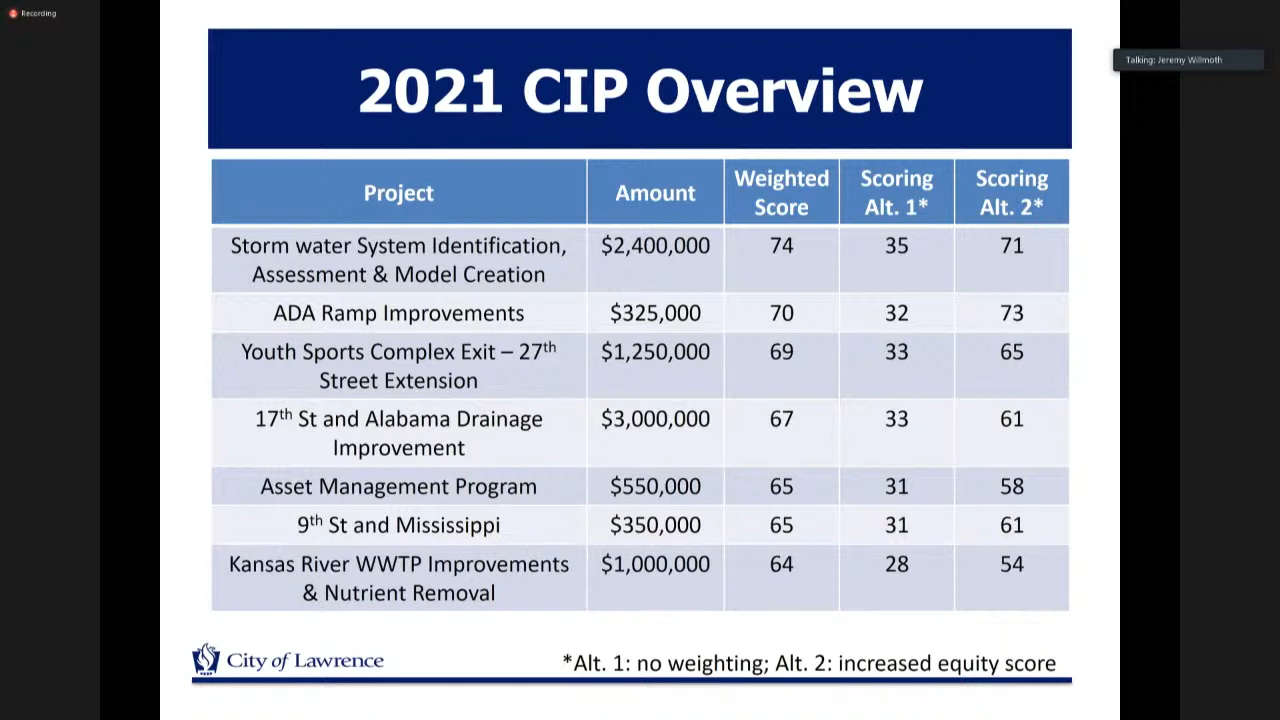 Recording
Talking: Jeremy Willmoth
2021 CIP Overview
Project Amount Weighted Score Scoring Alt. 1* Scoring Alt. 2*
Storm water System Identification, Assessment & Model Creation $2,400,000 74 35 71
ADA Ramp Improvements $325,000 70 32 73
Youth Sports Complex Exit – 27th Street Extension $1,250,000 69 33 65
17th St and Alabama Drainage Improvement $3,000,000 67 33 61
Asset Management Program $550,000 65 31 58
9th St and Mississippi $350,000 65 31 61
Kansas River WWTP Improvements & Nutrient Removal $1,000,000 64 28 54
City of Lawrence
*Alt. 1: no weighting; Alt. 2: increased equity score